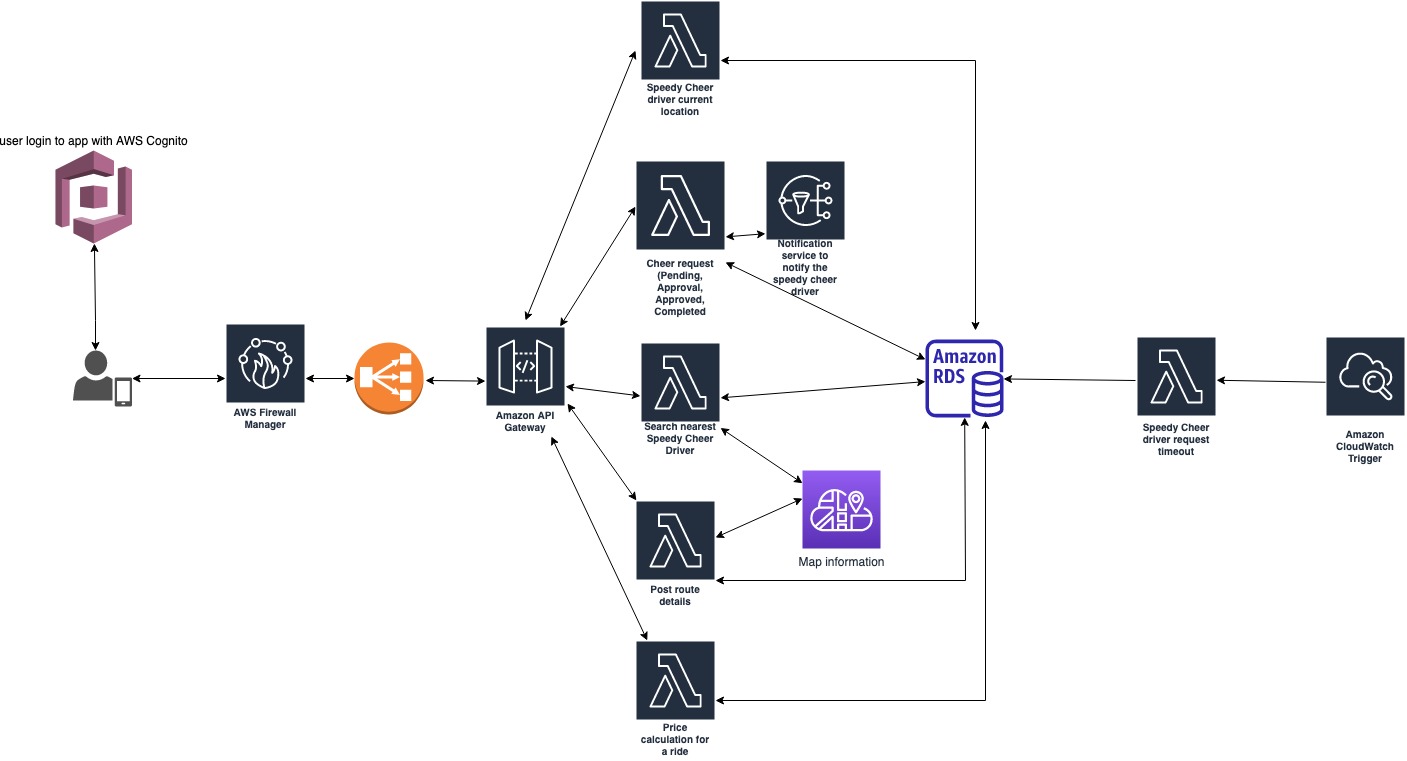 Speedy Cheer
driver current
location
user login to app with AWS Cognito
Notification
service to
notify the
speedy cheer
driver
Cheer request
(Pending,
Approval,
Approved,
Completed
AWS Firewall
Manager
Amazon API
Gateway
</>
Search nearest
Speedy Cheer
Driver
Amazon
RDS
Speedy Cheer
driver request
timeout
Amazon
CloudWatch
Trigger
Map information
Post route
details
Price
calculation for
a ride